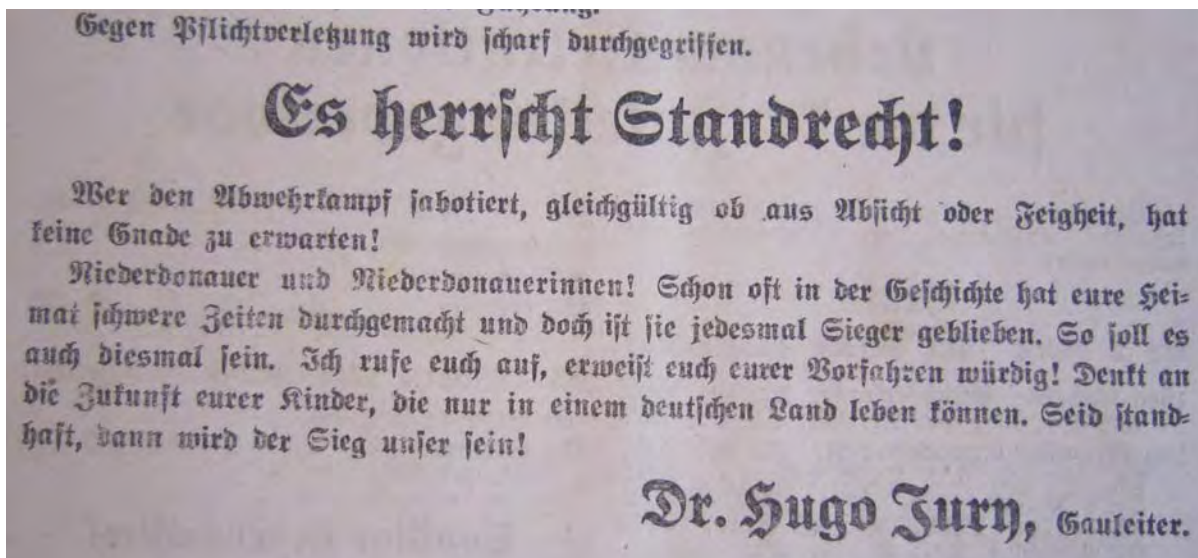 Gegen Pflichtverletzung wird scharf durchgegriffen.
Es herrscht Standrecht!
Wer den Abwehrkampf sabotiert, gleichgültig ob aus Absicht oder Feigheit, hat
keine Gnade zu erwarten!
Niederdonauer und Niederdonauerinnen! Schon oft in der Geschichte hat eure Hei-
mat schwere Zeiten durchgemacht und doch ist sie jedesmal Sieger geblieben. So soll es
auch diesmal sein. Ich rufe euch auf, erweist euch eurer Vorfahren würdig! Denkt an
die Zukunft eurer Kinder, die nur in einem deutschen Land leben können. Seid stand-
haft, dann wird der Sieg unser sein!
Dr. Hugo Jury, Gauleiter.